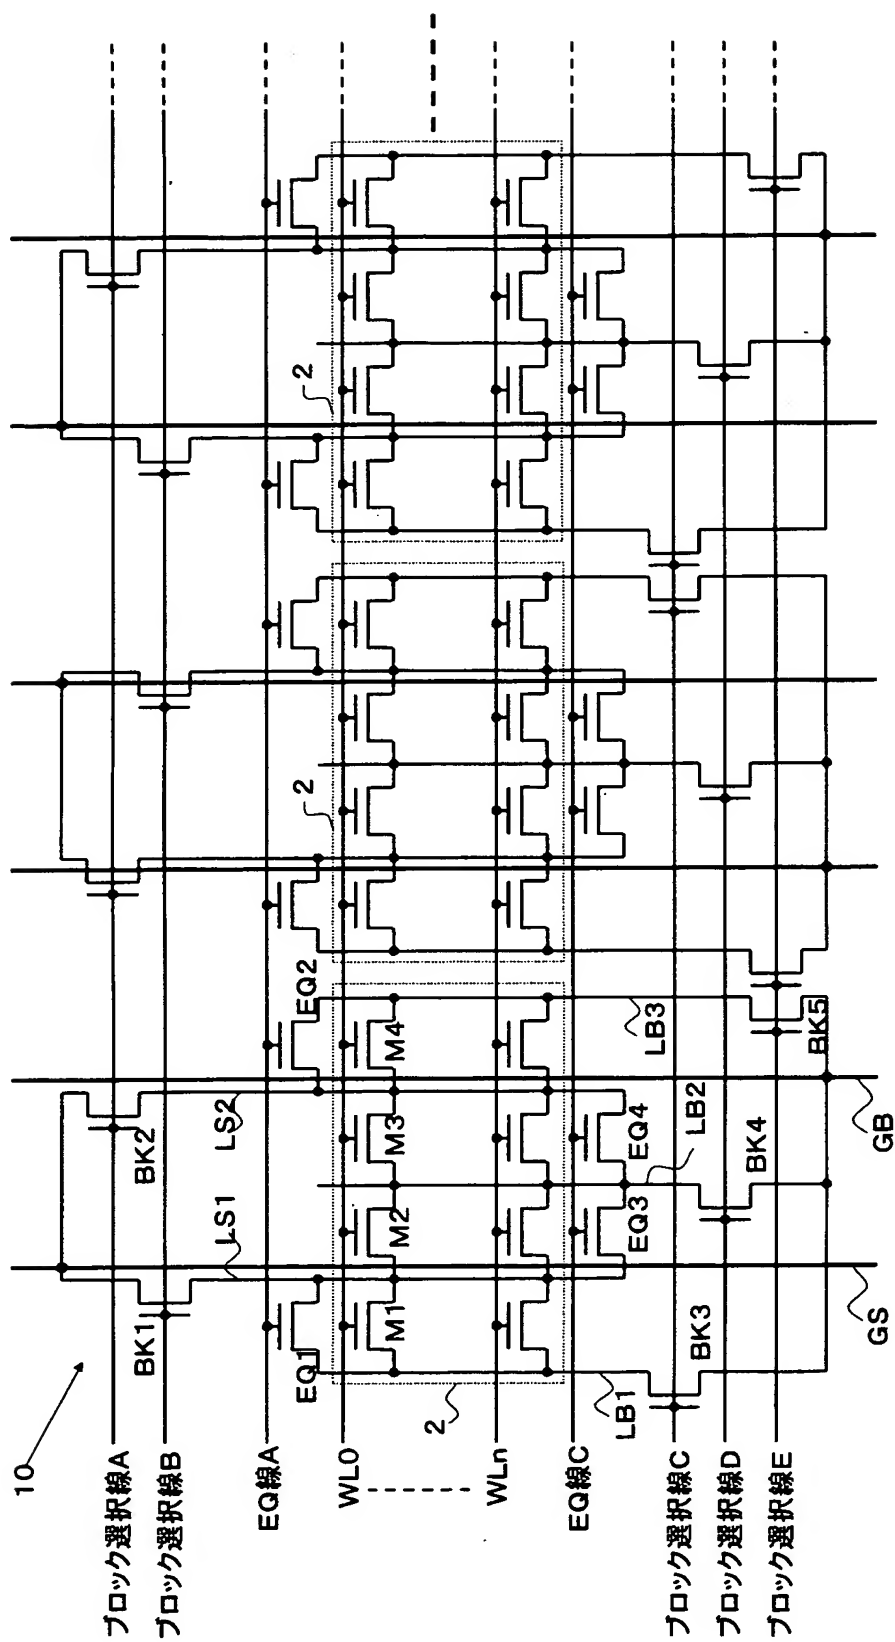 10
ブロック選択線A
ブロック選択線B
EQ線A
WL0
WLn
EQ線C
ブロック選択線C
ブロック選択線D
ブロック選択線E
BK1
BK2
LS1
LS2
EQ1
EQ2
M1
M2
M3
M4
2
2
2
EQ3
EQ4
LB1
LB2
LB3
BK3
BK4
BK5
GS
GB